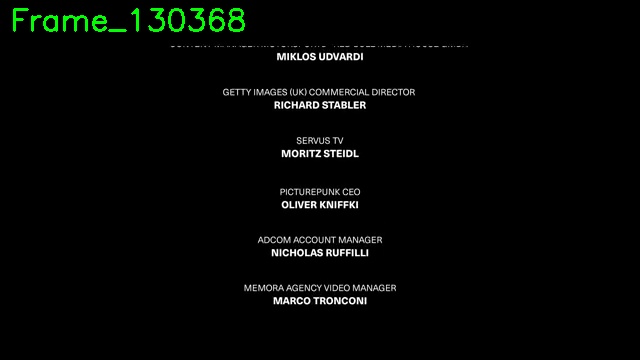 Frame_130368
MIKLOS UDVARDI
GETTY IMAGES (UK) COMMERCIAL DIRECTOR
RICHARD STABLER
SERVUS TV
MORITZ STEIDL
PICTUREPUNK CEO
OLIVER KNIFFKI
ADCOM ACCOUNT MANAGER
NICHOLAS RUFFILLI
MEMORA AGENCY VIDEO MANAGER
MARCO TRONCONI